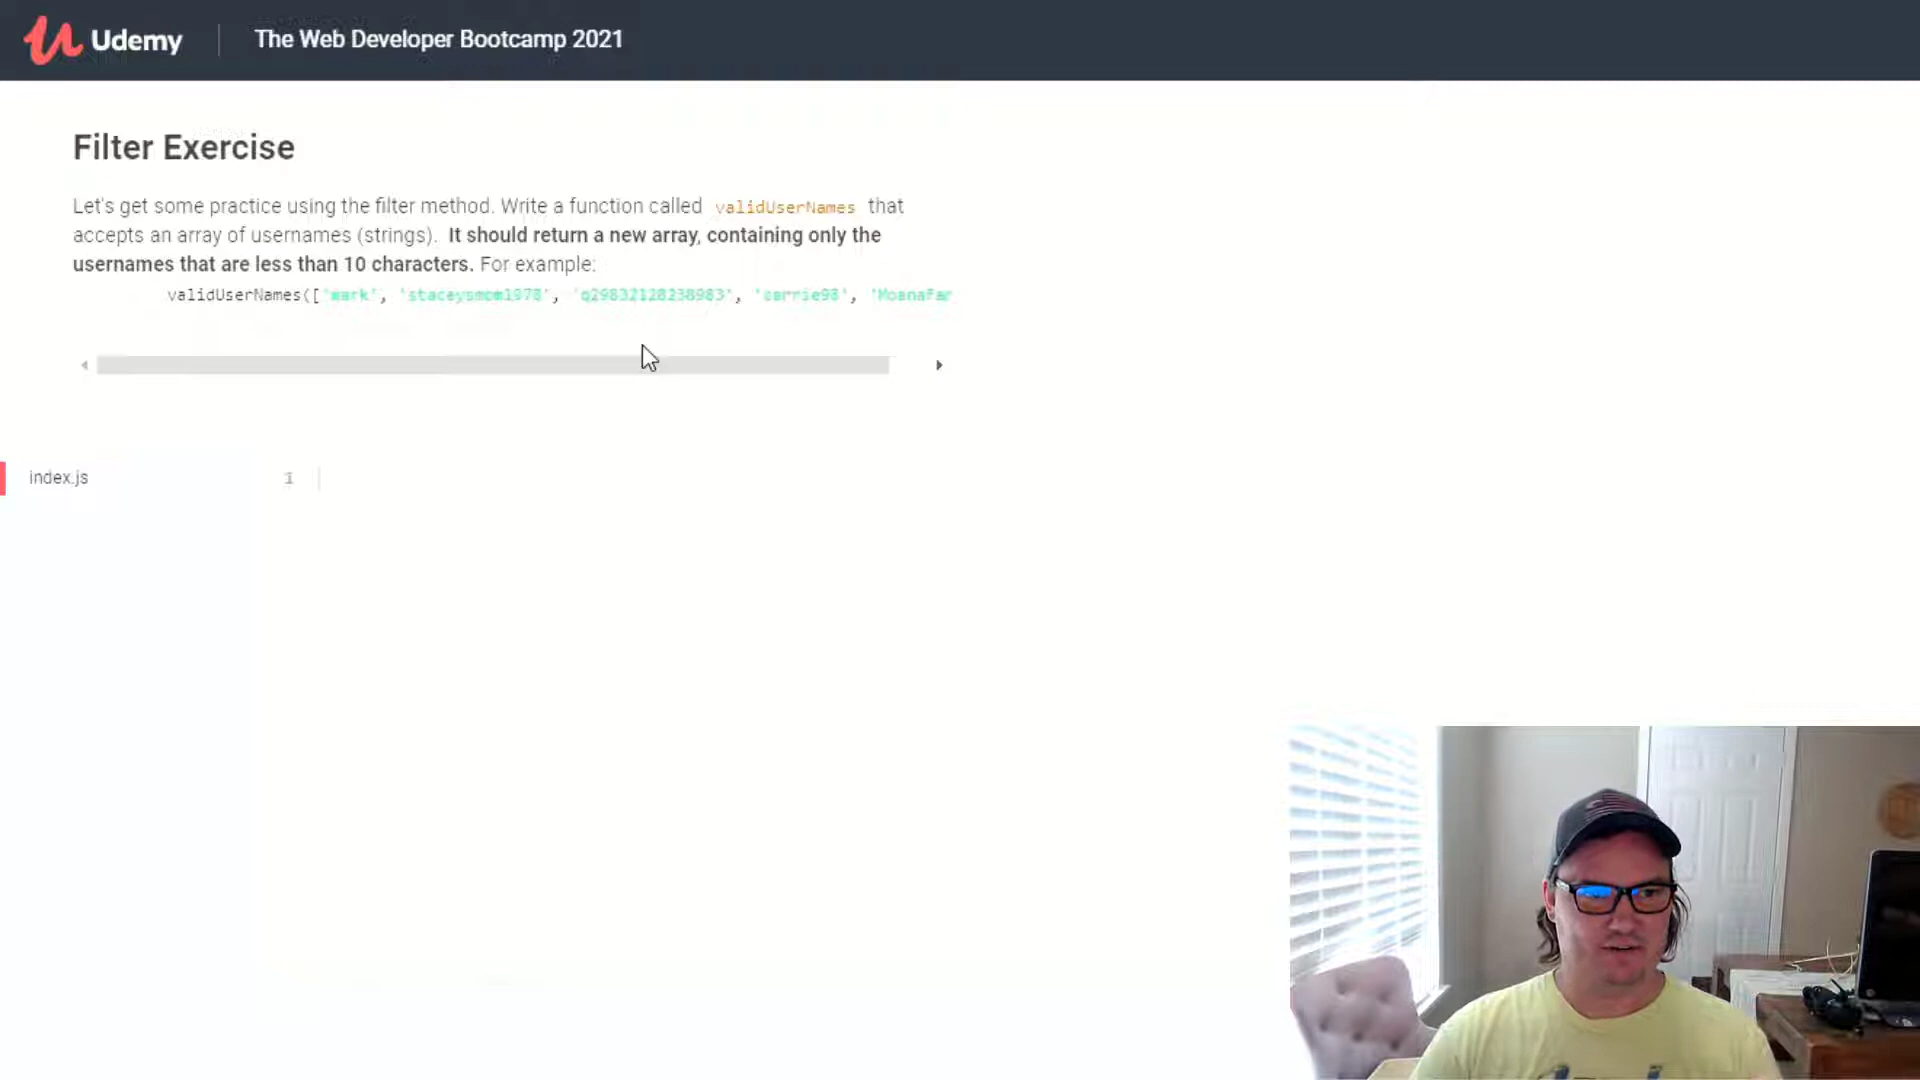 Udemy
The Web Developer Bootcamp 2021
Filter Exercise
Let's get some practice using the filter method. Write a function called validUserNames that
accepts an array of usernames (strings). It should return a new array, containing only the
usernames that are less than 10 characters. For example:
validUserNames(['mark', 'staceysmom1978', 'q29832128238983', 'carrie98', 'MoanaFan
index.js
1